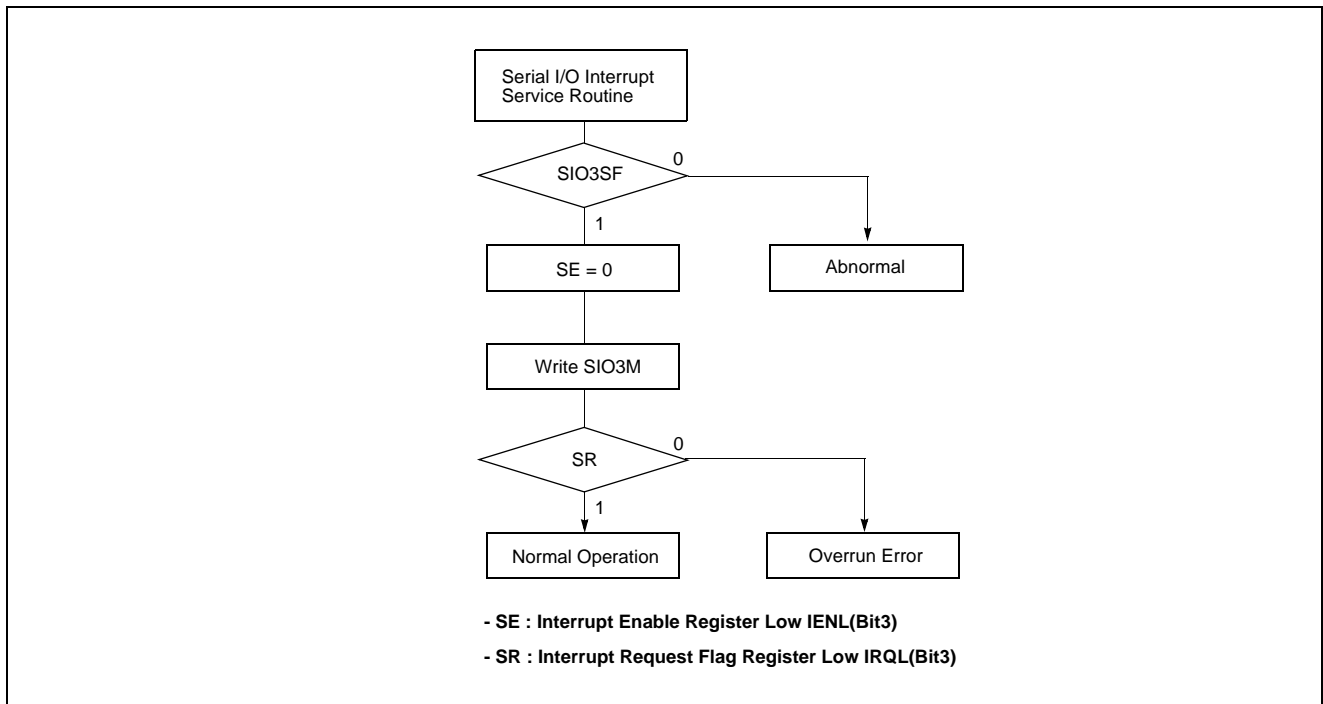 Serial I/O Interrupt
Service Routine
SIO3SF
0
1
SE = 0
Abnormal
Write SIO3M
SR
0
1
Normal Operation
Overrun Error
- SE : Interrupt Enable Register Low IENL(Bit3)
- SR : Interrupt Request Flag Register Low IRQL(Bit3)